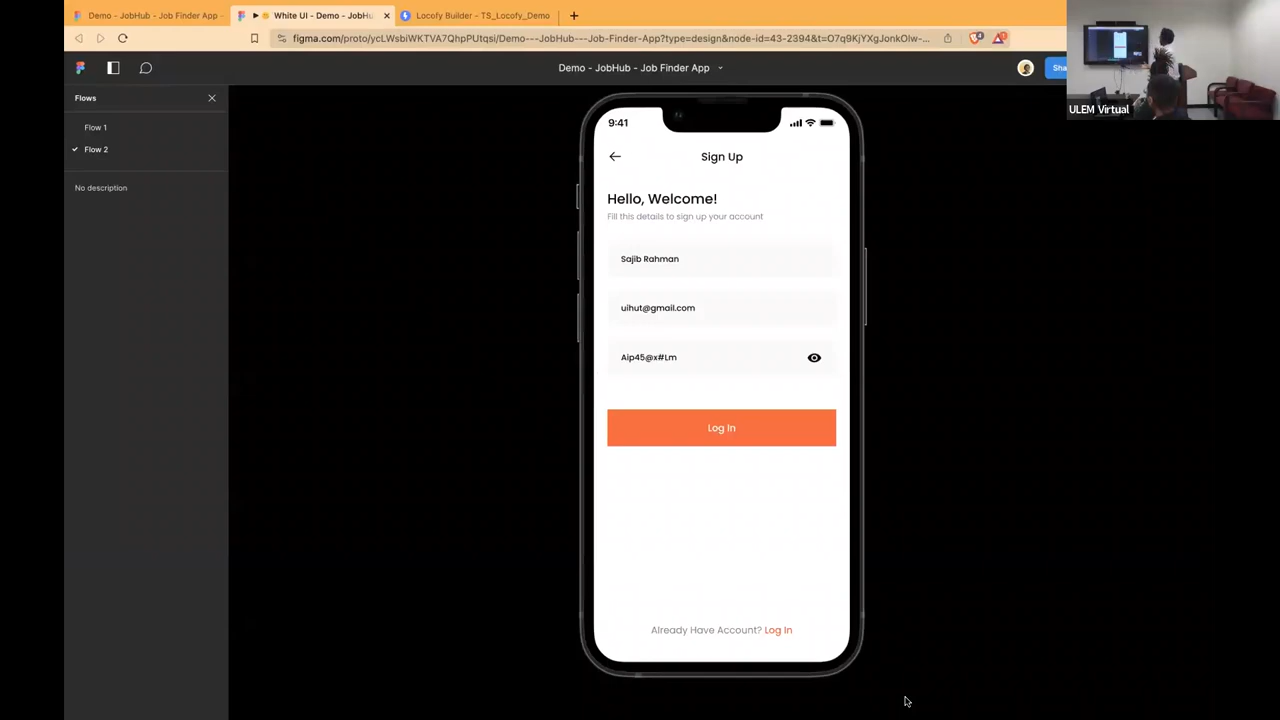 Demo - JobHub - Job Finder App
White UI - Demo - JobHu
Locofy Builder - TS_Locofy_Demo
figma.com/proto/ycLWsbiWKTVA7QhpPUtqsi/Demo---JobHub---Job-Finder-App?type=design&node-id=43-2394&t=O7q9KjYXgJonkOlw-...
4
1
Demo - JobHub - Job Finder App
Sha
ULEM Virtual
Flows
Flow 1
Flow 2
No description
9:41
Sign Up
Hello, Welcome!
Fill this details to sign up your account
Sajib Rahman
uihut@gmail.com
Aip45@x#Lm
Log In
Already Have Account? Log In